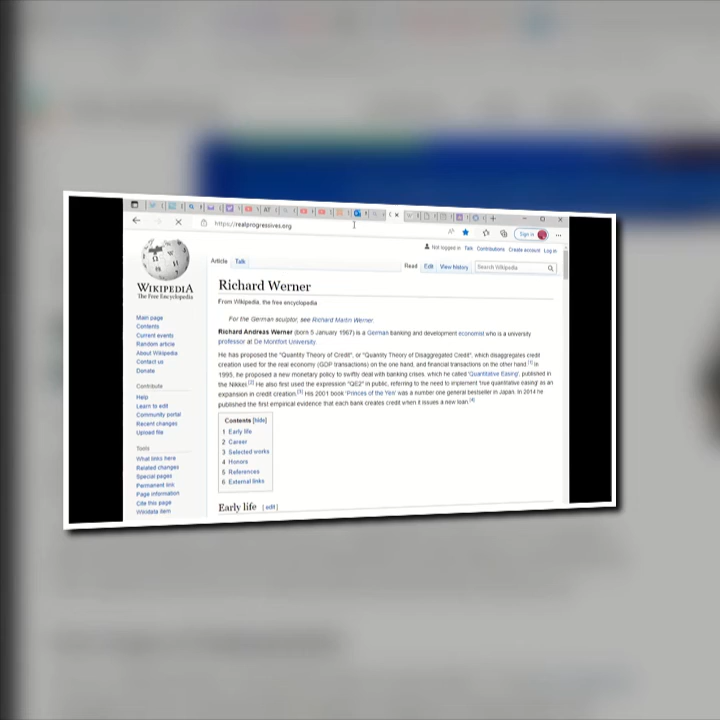 https://realprogressives.org
Sign in
Not logged in Talk Contributions Create account Log in
Article Talk Read Edit View history Search Wikipedia
WIKIPEDIA
The Free Encyclopedia
Main page
Contents
Current events
Random article
About Wikipedia
Contact us
Donate
Contribute
Help
Learn to edit
Community portal
Recent changes
Upload file
Tools
What links here
Related changes
Special pages
Permanent link
Page information
Cite this page
Wikidata item
Richard Werner
From Wikipedia, the free encyclopedia
For the German sculptor, see Richard Martin Werner.
Richard Andreas Werner (born 5 January 1967) is a German banking and development economist who is a university
professor at De Montfort University.
He has proposed the "Quantity Theory of Credit", or "Quantity Theory of Disaggregated Credit", which disaggregates credit
creation used for the real economy (GDP transactions) on the one hand, and financial transactions on the other hand.[1] In
1995, he proposed a new monetary policy to swiftly deal with banking crises, which he called 'Quantitative Easing', published in
the Nikkei.[2] He also first used the expression "QE2" in public, referring to the need to implement 'true quantitative easing' as an
expansion in credit creation.[3] His 2001 book 'Princes of the Yen' was a number one general bestseller in Japan. In 2014 he
published the first empirical evidence that each bank creates credit when it issues a new loan.[4]
Contents [hide]
1 Early life
2 Career
3 Selected works
4 Honors
5 References
6 External links
Early life [edit]